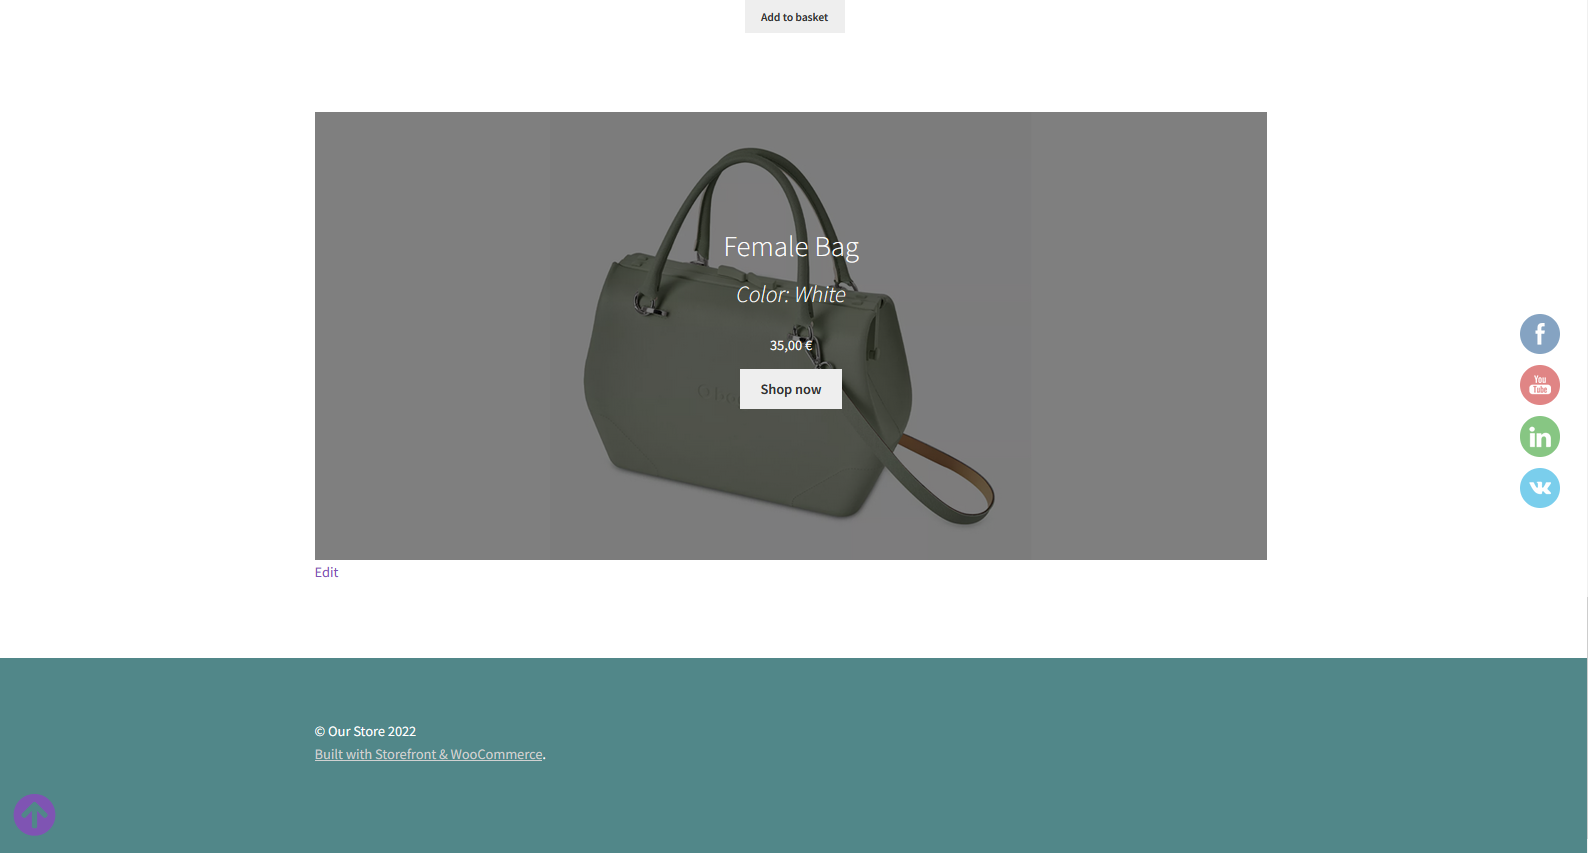 Add to basket
Female Bag
Color: White
35,00 €
Shop now
Edit
f
You
Tube
in
© Our Store 2022
Built with Storefront & WooCommerce.